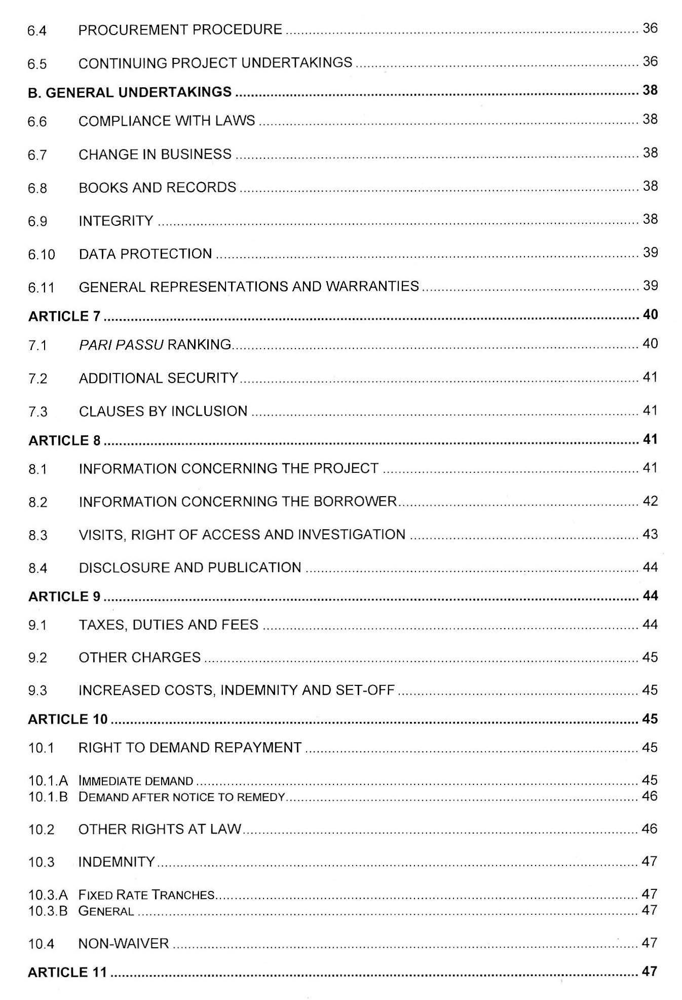 6.4 PROCUREMENT PROCEDURE 36
6.5 CONTINUING PROJECT UNDERTAKINGS 36
B. GENERAL UNDERTAKINGS 38
6.6 COMPLIANCE WITH LAWS 38
6.7 CHANGE IN BUSINESS 38
6.8 BOOKS AND RECORDS 38
6.9 INTEGRITY 38
6.10 DATA PROTECTION 39
6.11 GENERAL REPRESENTATIONS AND WARRANTIES 39
ARTICLE 7 40
7.1 PARI PASSU RANKING 40
7.2 ADDITIONAL SECURITY 41
7.3 CLAUSES BY INCLUSION 41
ARTICLE 8 41
8.1 INFORMATION CONCERNING THE PROJECT 41
8.2 INFORMATION CONCERNING THE BORROWER 42
8.3 VISITS, RIGHT OF ACCESS AND INVESTIGATION 43
8.4 DISCLOSURE AND PUBLICATION 44
ARTICLE 9 44
9.1 TAXES, DUTIES AND FEES 44
9.2 OTHER CHARGES 45
9.3 INCREASED COSTS, INDEMNITY AND SET-OFF 45
ARTICLE 10 45
10.1 RIGHT TO DEMAND REPAYMENT 45
10.1.A IMMEDIATE DEMAND 45
10.1.B DEMAND AFTER NOTICE TO REMEDY 46
10.2 OTHER RIGHTS AT LAW 46
10.3 INDEMNITY 47
10.3.A FIXED RATE TRANCHES 47
10.3.B GENERAL 47
10.4 NON-WAIVER 47
ARTICLE 11 47